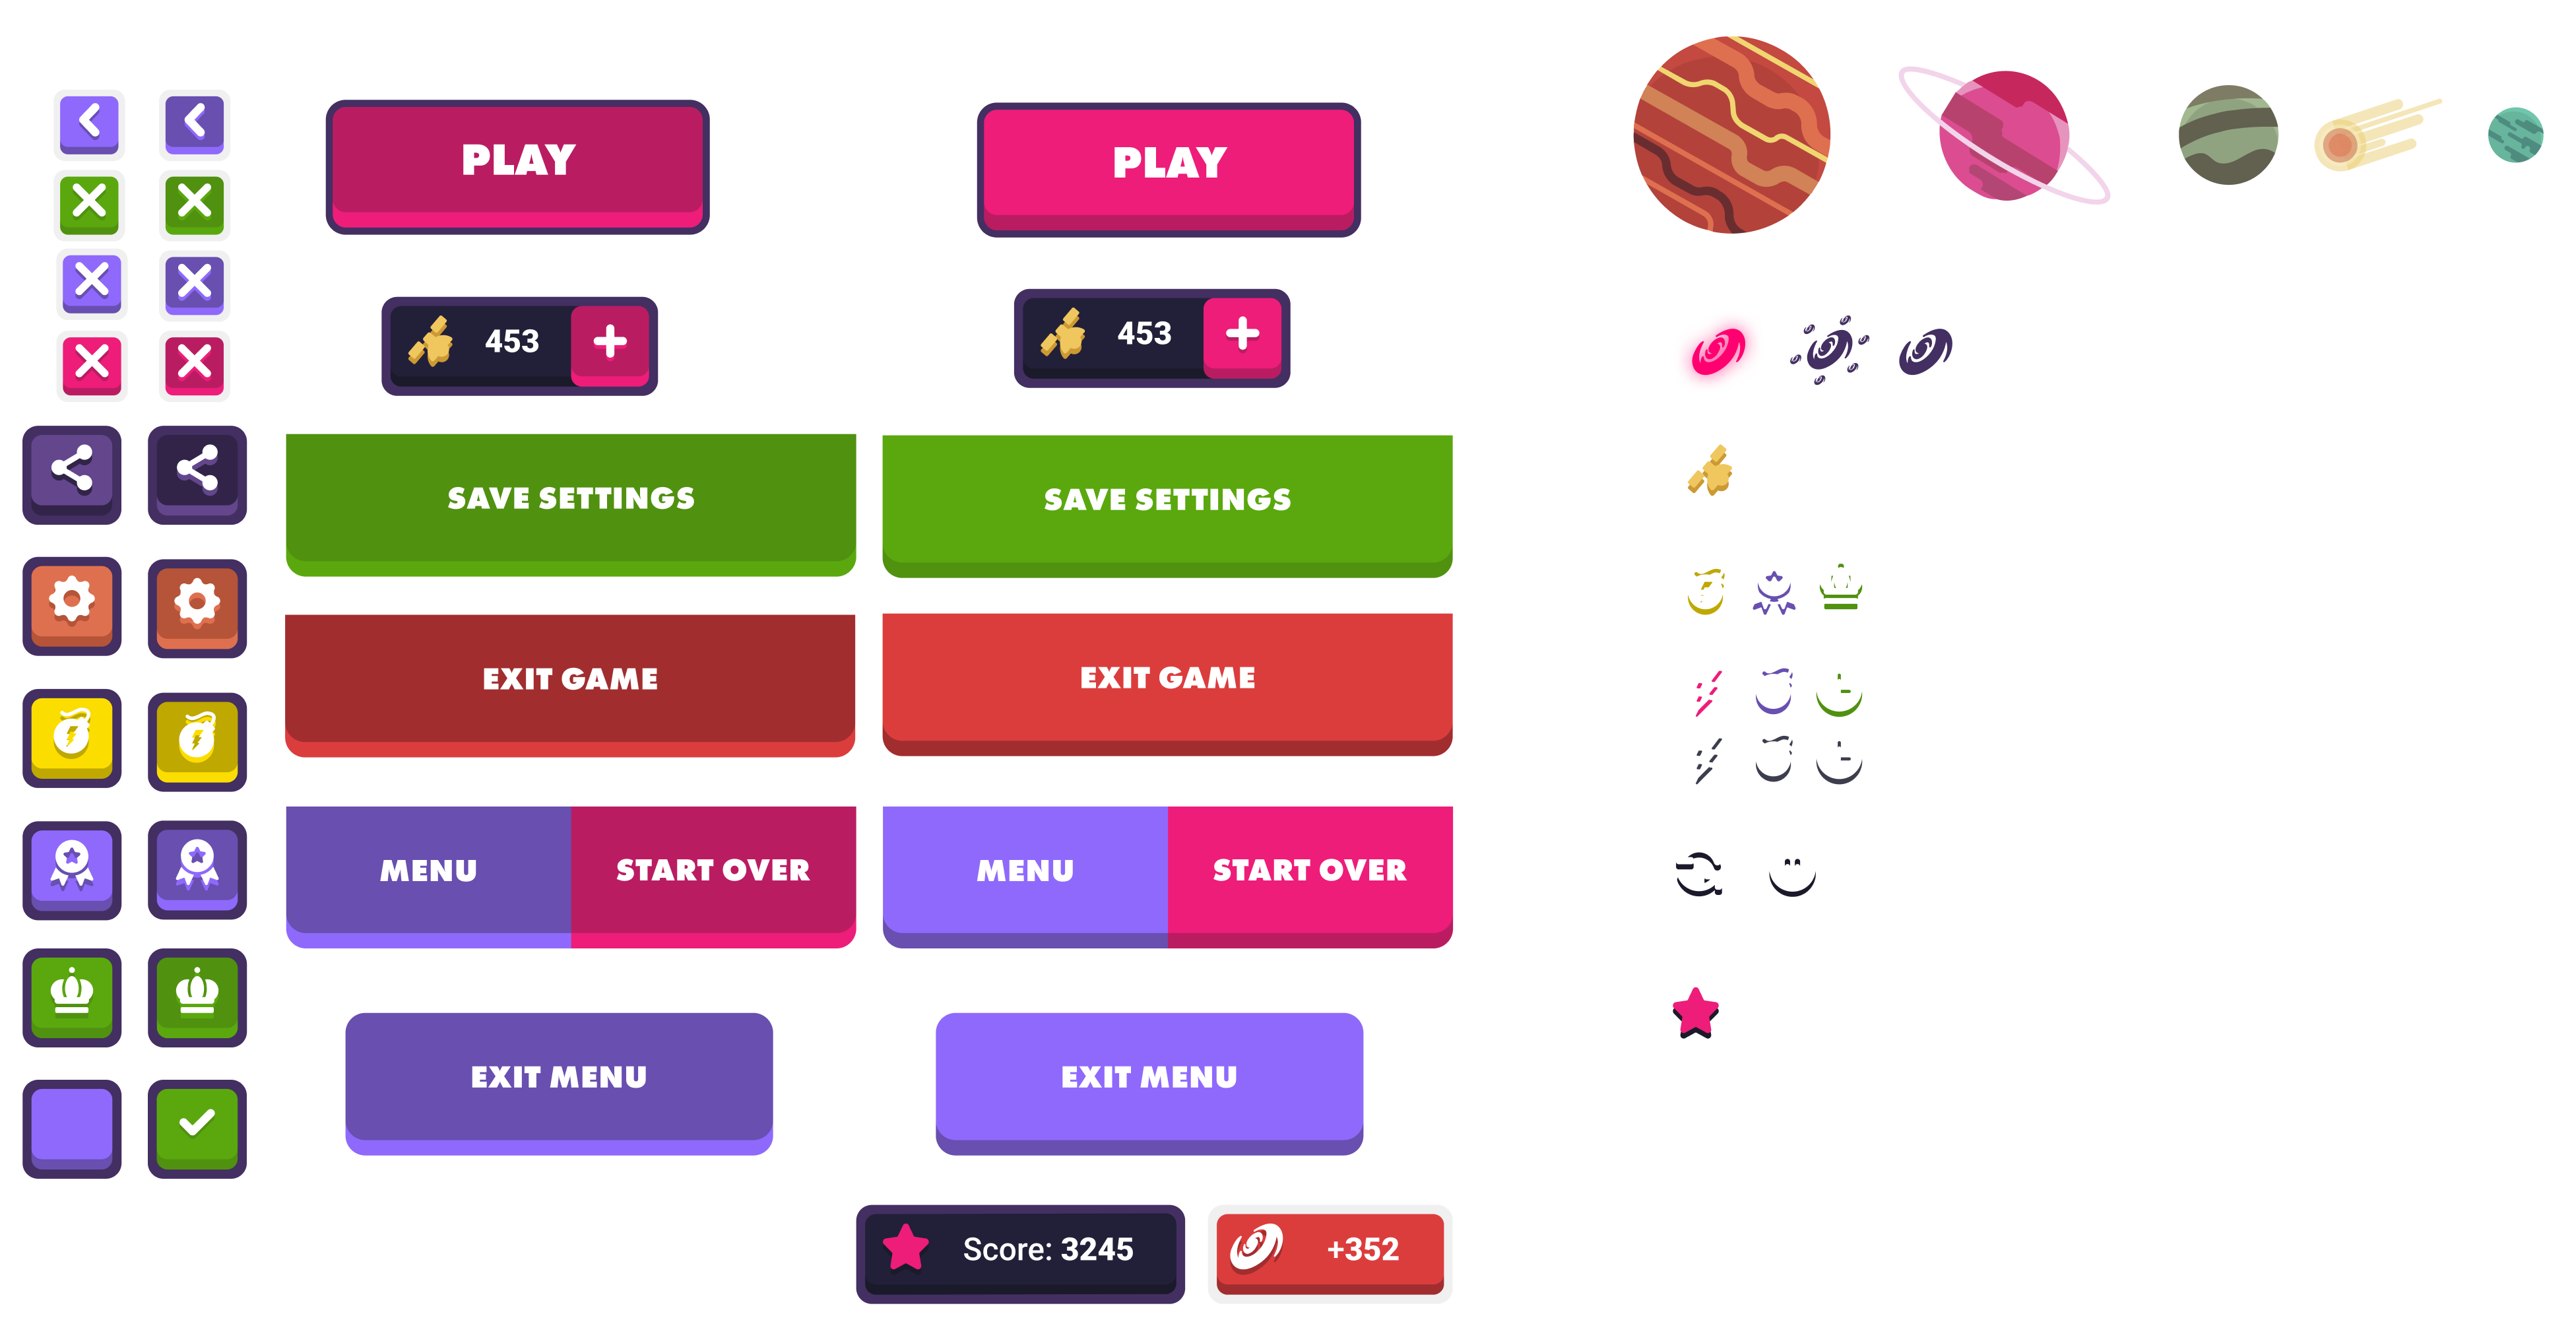 PLAY
PLAY
453
453
SAVE SETTINGS
SAVE SETTINGS
EXIT GAME
EXIT GAME
MENU
START OVER
MENU
START OVER
EXIT MENU
EXIT MENU
Score: 3245
+352